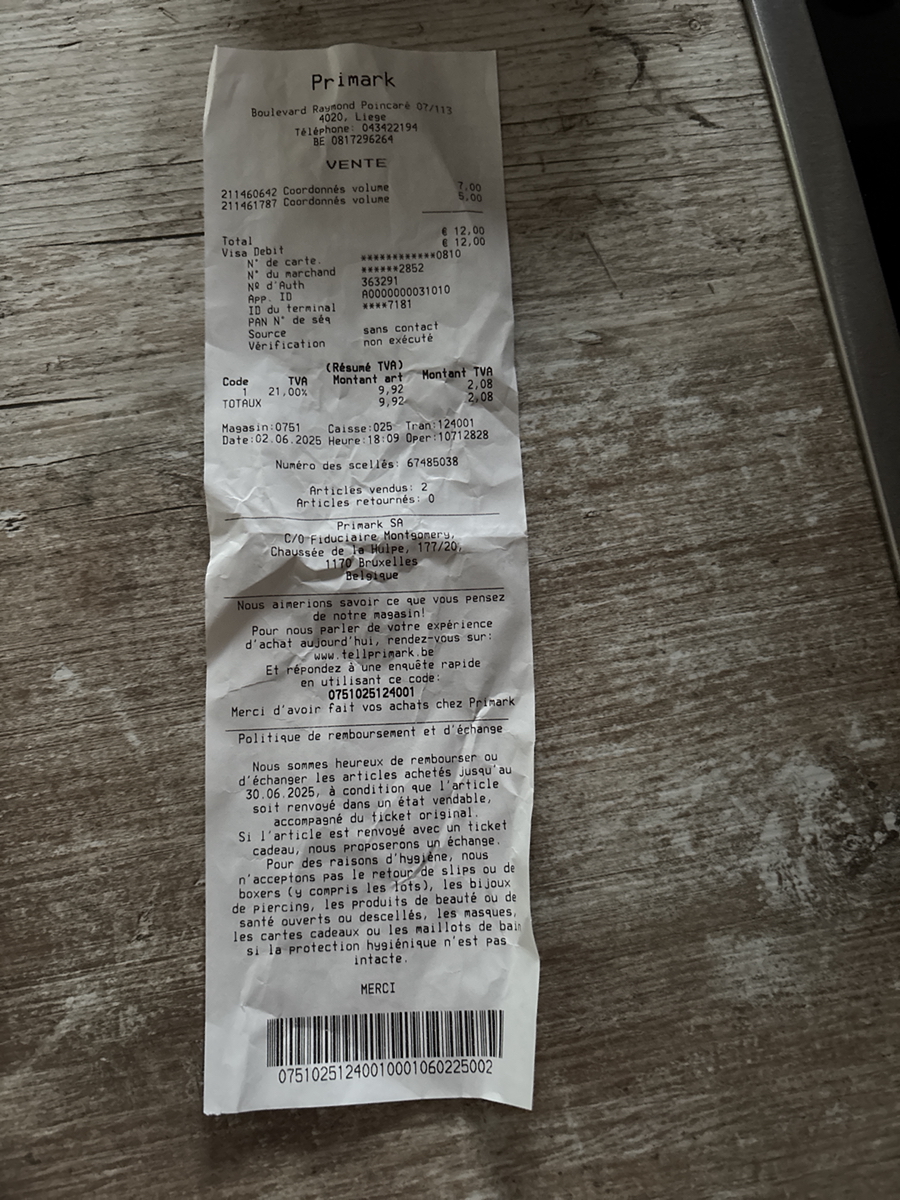 Primark
Boulevard Raymond Poincaré 07/113
4020, Liege
Téléphone: 043422194
BE 0817296264
VENTE
211460642 Coordonnés volume 7,00
211461787 Coordonnés volume 5,00
Total € 12,00
Visa Debit € 12,00
N° de carte. ************0810
N° du marchand ******2852
Nº d'Auth 363291
App. ID A0000000031010
ID du terminal ****7181
PAN N° de séq
Source sans contact
Vérification non exécuté
(Résumé TVA)
Code TVA Montant art Montant TVA
1 21,00% 9,92 2,08
TOTAUX 9,92 2,08
Magasin:0751 Caisse:025 Tran:124001
Date:02.06.2025 Heure:18:09 Oper:10712828
Numéro des scellés: 67485038
Articles vendus: 2
Articles retournés: 0
Primark SA
C/O Fiduciaire Montgomery,
Chaussée de la Hulpe, 177/20,
1170 Bruxelles
Belgique
Nous aimerions savoir ce que vous pensez
de notre magasin!
Pour nous parler de votre expérience
d'achat aujourd'hui, rendez-vous sur:
www.tellprimark.be
Et répondez à une enquête rapide
en utilisant ce code:
0751025124001
Merci d'avoir fait vos achats chez Primark
Politique de remboursement et d'échange
Nous sommes heureux de rembourser ou
d'échanger les articles achetés jusqu'au
30.06.2025, à condition que l'article
soit renvoyé dans un état vendable,
accompagné du ticket original.
Si l'article est renvoyé avec un ticket
cadeau, nous proposerons un échange.
Pour des raisons d'hygiène, nous
n'acceptons pas le retour de slips ou de
boxers (y compris les lots), les bijoux
de piercing, les produits de beauté ou de
santé ouverts ou descellés, les masques,
les cartes cadeaux ou les maillots de bain
si la protection hygiénique n'est pas
intacte.
MERCI
07510251240010001060225002